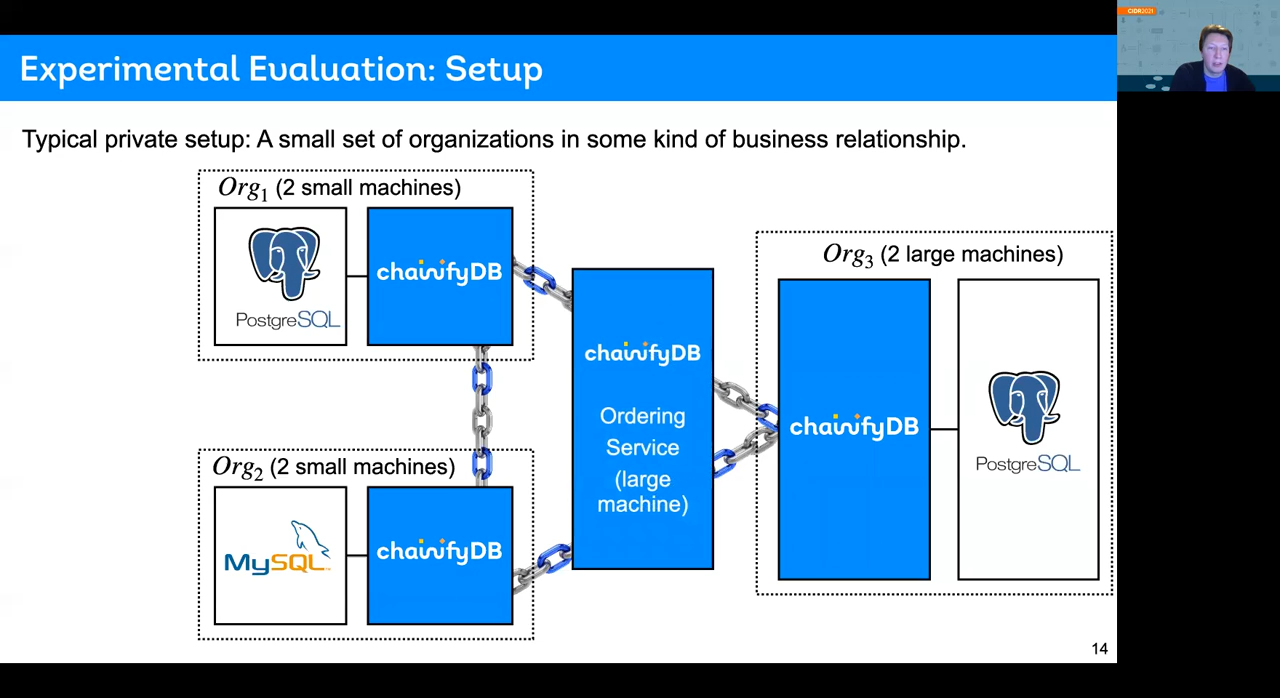 CIDR2021
Experimental Evaluation: Setup
Typical private setup: A small set of organizations in some kind of business relationship.
Org1 (2 small machines)
PostgreSQL
chainifyDB
Org2 (2 small machines)
MySQL
chainifyDB
chainifyDB
Ordering
Service
(large
machine)
Org3 (2 large machines)
chainifyDB
PostgreSQL
14